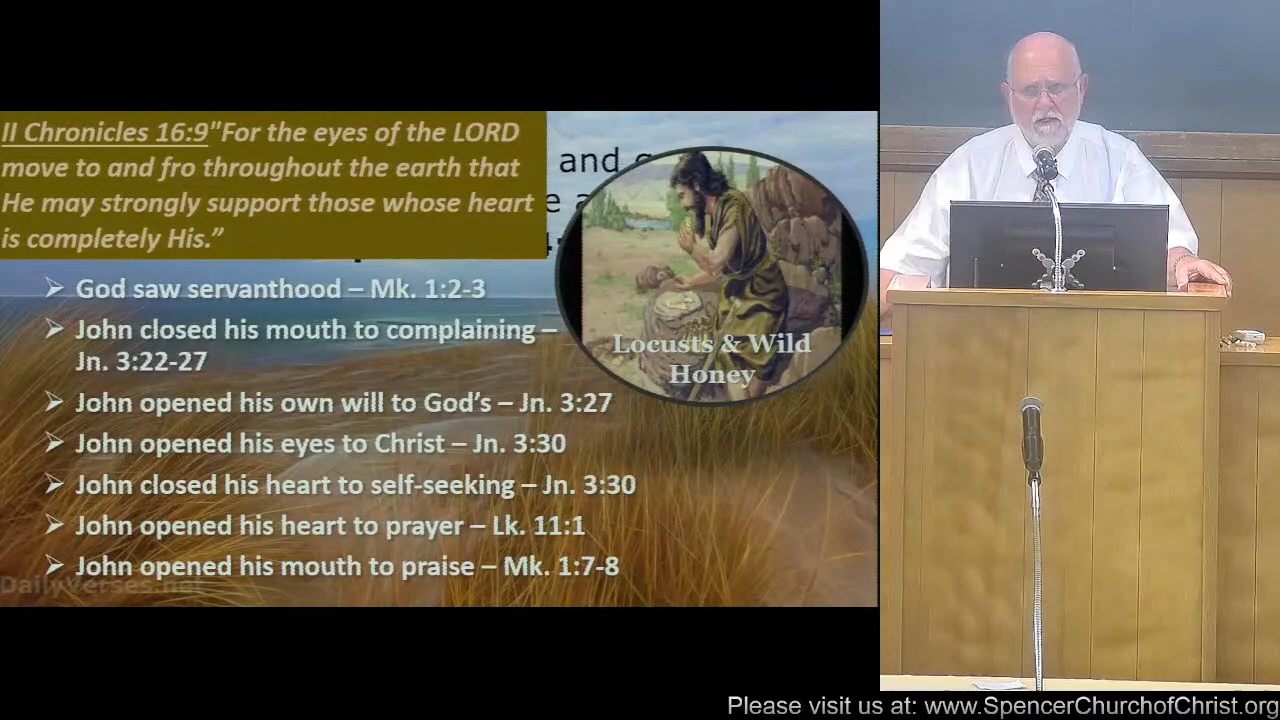 II Chronicles 16:9"For the eyes of the LORD
move to and fro throughout the earth that
He may strongly support those whose heart
is completely His.”
and
➢ God saw servanthood – Mk. 1:2-3
➢ John closed his mouth to complaining –
Jn. 3:22-27
➢ John opened his own will to God’s – Jn. 3:27
➢ John opened his eyes to Christ – Jn. 3:30
➢ John closed his heart to self-seeking – Jn. 3:30
➢ John opened his heart to prayer – Lk. 11:1
➢ John opened his mouth to praise – Mk. 1:7-8
Locusts & Wild
Honey
DailyVerses.net
Please visit us at: www.SpencerChurchofChrist.org